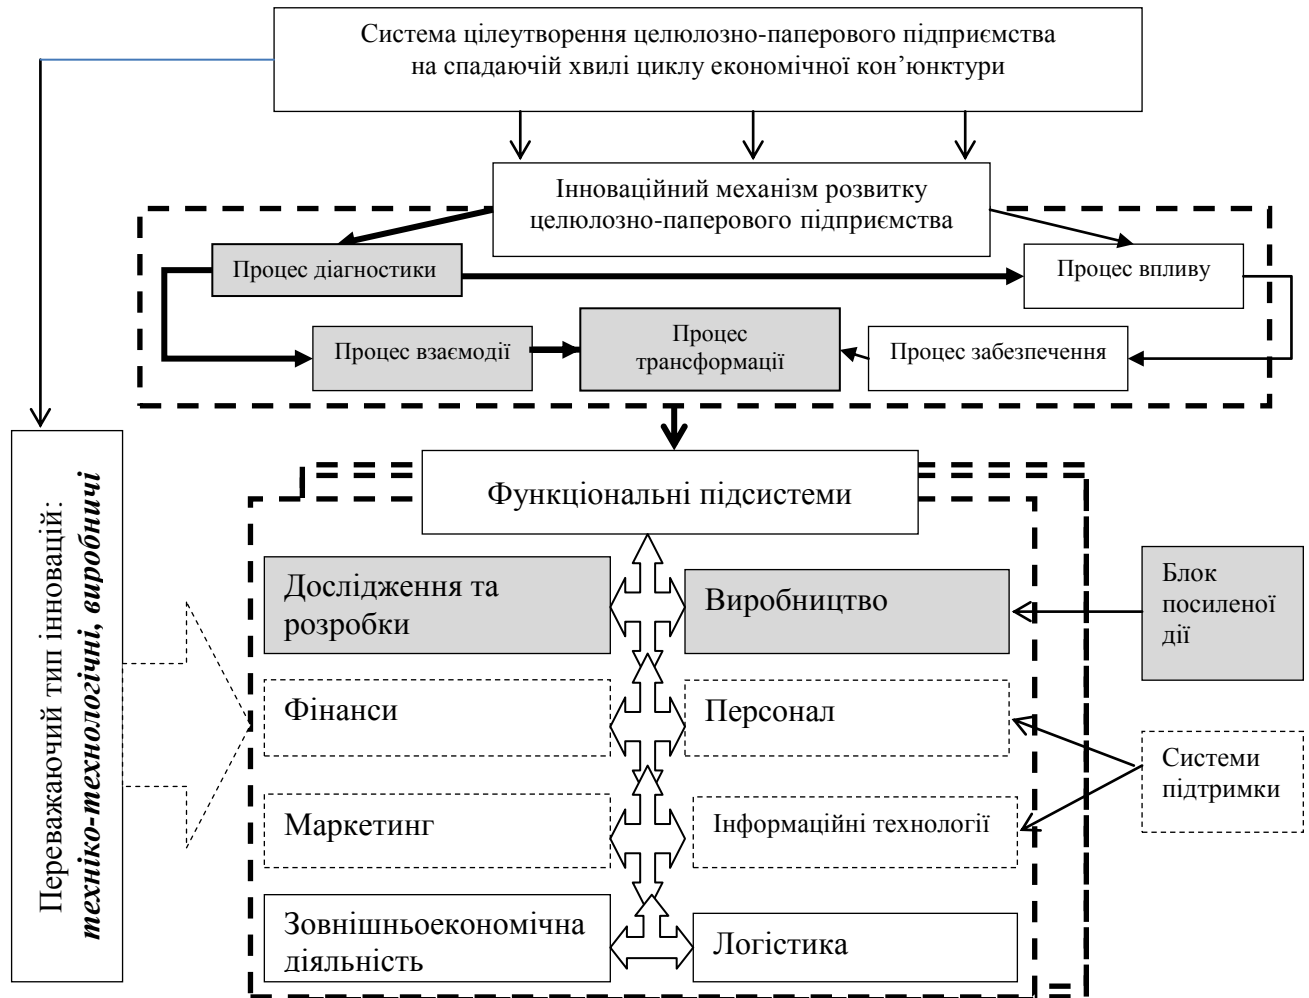 Система цілеутворення целюлозно-паперового підприємства
на спадаючій хвилі циклу економічної кон’юнктури
Інноваційний механізм розвитку
целюлозно-паперового підприємства
Процес діагностики
Процес впливу
Процес взаємодії
Процес
трансформації
Процес забезпечення
Переважаючий тип інновацій:
техніко-технологічні, виробничі
Функціональні підсистеми
Дослідження та
розробки
Виробництво
Блок
посиленої
дії
Фінанси
Персонал
Системи
підтримки
Маркетинг
Інформаційні технології
Зовнішньоекономічна
діяльність
Логістика